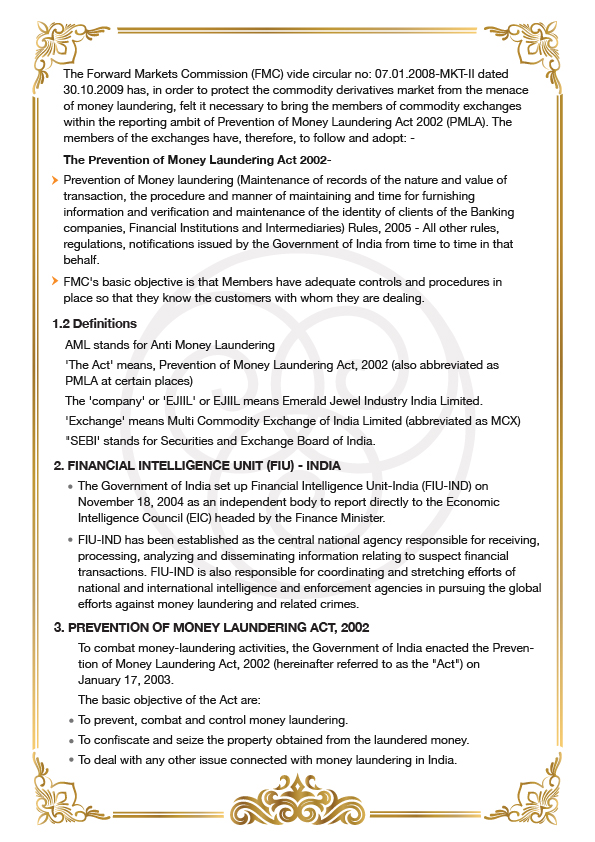 The Forward Markets Commission (FMC) vide circular no: 07.01.2008-MKT-II dated
30.10.2009 has, in order to protect the commodity derivatives market from the menace
of money laundering, felt it necessary to bring the members of commodity exchanges
within the reporting ambit of Prevention of Money Laundering Act 2002 (PMLA). The
members of the exchanges have, therefore, to follow and adopt: -
The Prevention of Money Laundering Act 2002-
Prevention of Money laundering (Maintenance of records of the nature and value of
transaction, the procedure and manner of maintaining and time for furnishing
information and verification and maintenance of the identity of clients of the Banking
companies, Financial Institutions and Intermediaries) Rules, 2005 - All other rules,
regulations, notifications issued by the Government of India from time to time in that
behalf.
FMC's basic objective is that Members have adequate controls and procedures in
place so that they know the customers with whom they are dealing.
1.2 Definitions
AML stands for Anti Money Laundering
'The Act' means, Prevention of Money Laundering Act, 2002 (also abbreviated as
PMLA at certain places)
The 'company' or 'EJIIL' or EJIIL means Emerald Jewel Industry India Limited.
'Exchange' means Multi Commodity Exchange of India Limited (abbreviated as MCX)
"SEBI' stands for Securities and Exchange Board of India.
2. FINANCIAL INTELLIGENCE UNIT (FIU) - INDIA
• The Government of India set up Financial Intelligence Unit-India (FIU-IND) on
November 18, 2004 as an independent body to report directly to the Economic
Intelligence Council (EIC) headed by the Finance Minister.
• FIU-IND has been established as the central national agency responsible for receiving,
processing, analyzing and disseminating information relating to suspect financial
transactions. FIU-IND is also responsible for coordinating and stretching efforts of
national and international intelligence and enforcement agencies in pursuing the global
efforts against money laundering and related crimes.
3. PREVENTION OF MONEY LAUNDERING ACT, 2002
To combat money-laundering activities, the Government of India enacted the Preven-
tion of Money Laundering Act, 2002 (hereinafter referred to as the "Act") on
January 17, 2003.
The basic objective of the Act are:
• To prevent, combat and control money laundering.
• To confiscate and seize the property obtained from the laundered money.
• To deal with any other issue connected with money laundering in India.